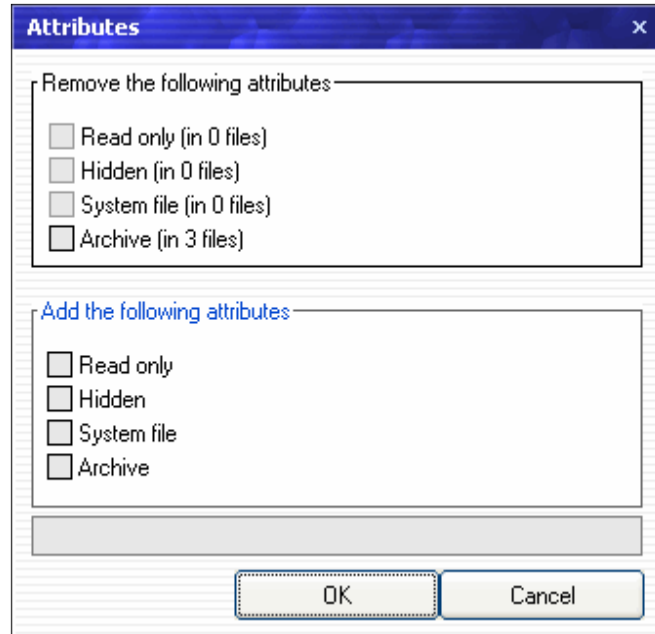 Attributes
Remove the following attributes
Read only (in 0 files)
Hidden (in 0 files)
System file (in 0 files)
Archive (in 3 files)
Add the following attributes
Read only
Hidden
System file
Archive
OK
Cancel